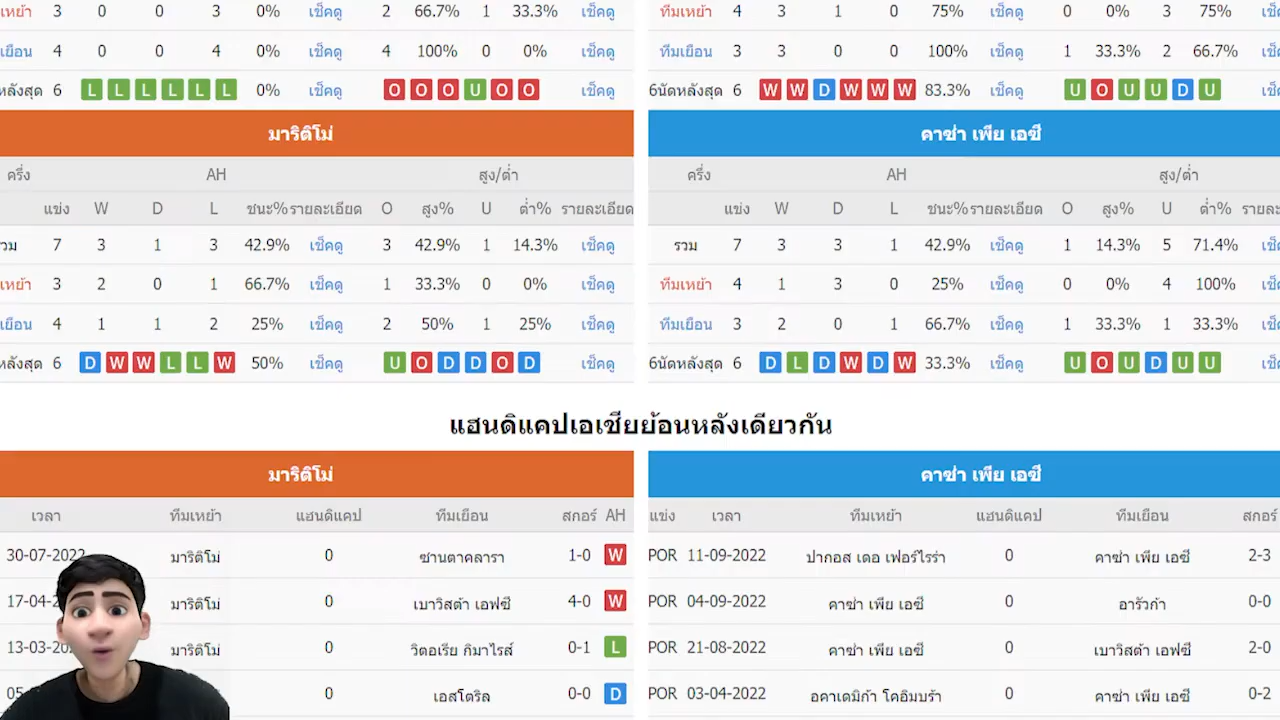 เหย้า 3 0 0 3 0% เช็คดู 2 66.7% 1 33.3% เช็คดู
เยือน 4 0 0 4 0% เช็คดู 4 100% 0 0% เช็คดู
หลังสุด 6 L L L L L L 0% เช็คดู O O O U O O เช็คดู
ทีมเหย้า 4 3 1 0 75% เช็คดู 0 0% 3 75%
ทีมเยือน 3 3 0 0 100% เช็คดู 1 33.3% 2 66.7%
6นัดหลังสุด 6 W W D W W W 83.3% เช็คดู U O U U D U
มาริติโม่
ครึ่ง AH สูง/ต่ำ
แข่ง W D L ชนะ% รายละเอียด O สูง% U ต่ำ% รายละเอียด
รวม 7 3 1 3 42.9% เช็คดู 3 42.9% 1 14.3% เช็คดู
เหย้า 3 2 0 1 66.7% เช็คดู 1 33.3% 0 0% เช็คดู
เยือน 4 1 1 2 25% เช็คดู 2 50% 1 25% เช็คดู
หลังสุด 6 D W W L L W 50% เช็คดู U O D D O D เช็คดู
คาซ่า เพีย เอซี
ครึ่ง AH สูง/ต่ำ
แข่ง W D L ชนะ% รายละเอียด O สูง% U ต่ำ%
รวม 7 3 3 1 42.9% เช็คดู 1 14.3% 5 71.4%
ทีมเหย้า 4 1 3 0 25% เช็คดู 0 0% 4 100%
ทีมเยือน 3 2 0 1 66.7% เช็คดู 1 33.3% 1 33.3%
6นัดหลังสุด 6 D L D W D W 33.3% เช็คดู U O U D U U
แฮนดิแคปเอเชียย้อนหลังเดียวกัน
มาริติโม่
เวลา ทีมเหย้า แฮนดิแคป ทีมเยือน สกอร์ AH
30-07-2022 มาริติโม่ 0 ซานตาคลารา 1-0 W
17-04 มาริติโม่ 0 เบาวิสต้า เอฟซี 4-0 W
13-03 มาริติโม่ 0 วิตอเรีย กิมาไรส์ 0-1 L
05 0 เอสโตริล 0-0 D
คาซ่า เพีย เอซี
แข่ง เวลา ทีมเหย้า แฮนดิแคป ทีมเยือน สกอร์
POR 11-09-2022 ปากอส เดอ เฟอร์ไรร่า 0 คาซ่า เพีย เอซี 2-3
POR 04-09-2022 คาซ่า เพีย เอซี 0 อารัวก้า 0-0
POR 21-08-2022 คาซ่า เพีย เอซี 0 เบาวิสต้า เอฟซี 2-0
POR 03-04-2022 อคาเดมิก้า โคอิมบร้า 0 คาซ่า เพีย เอซี 0-2